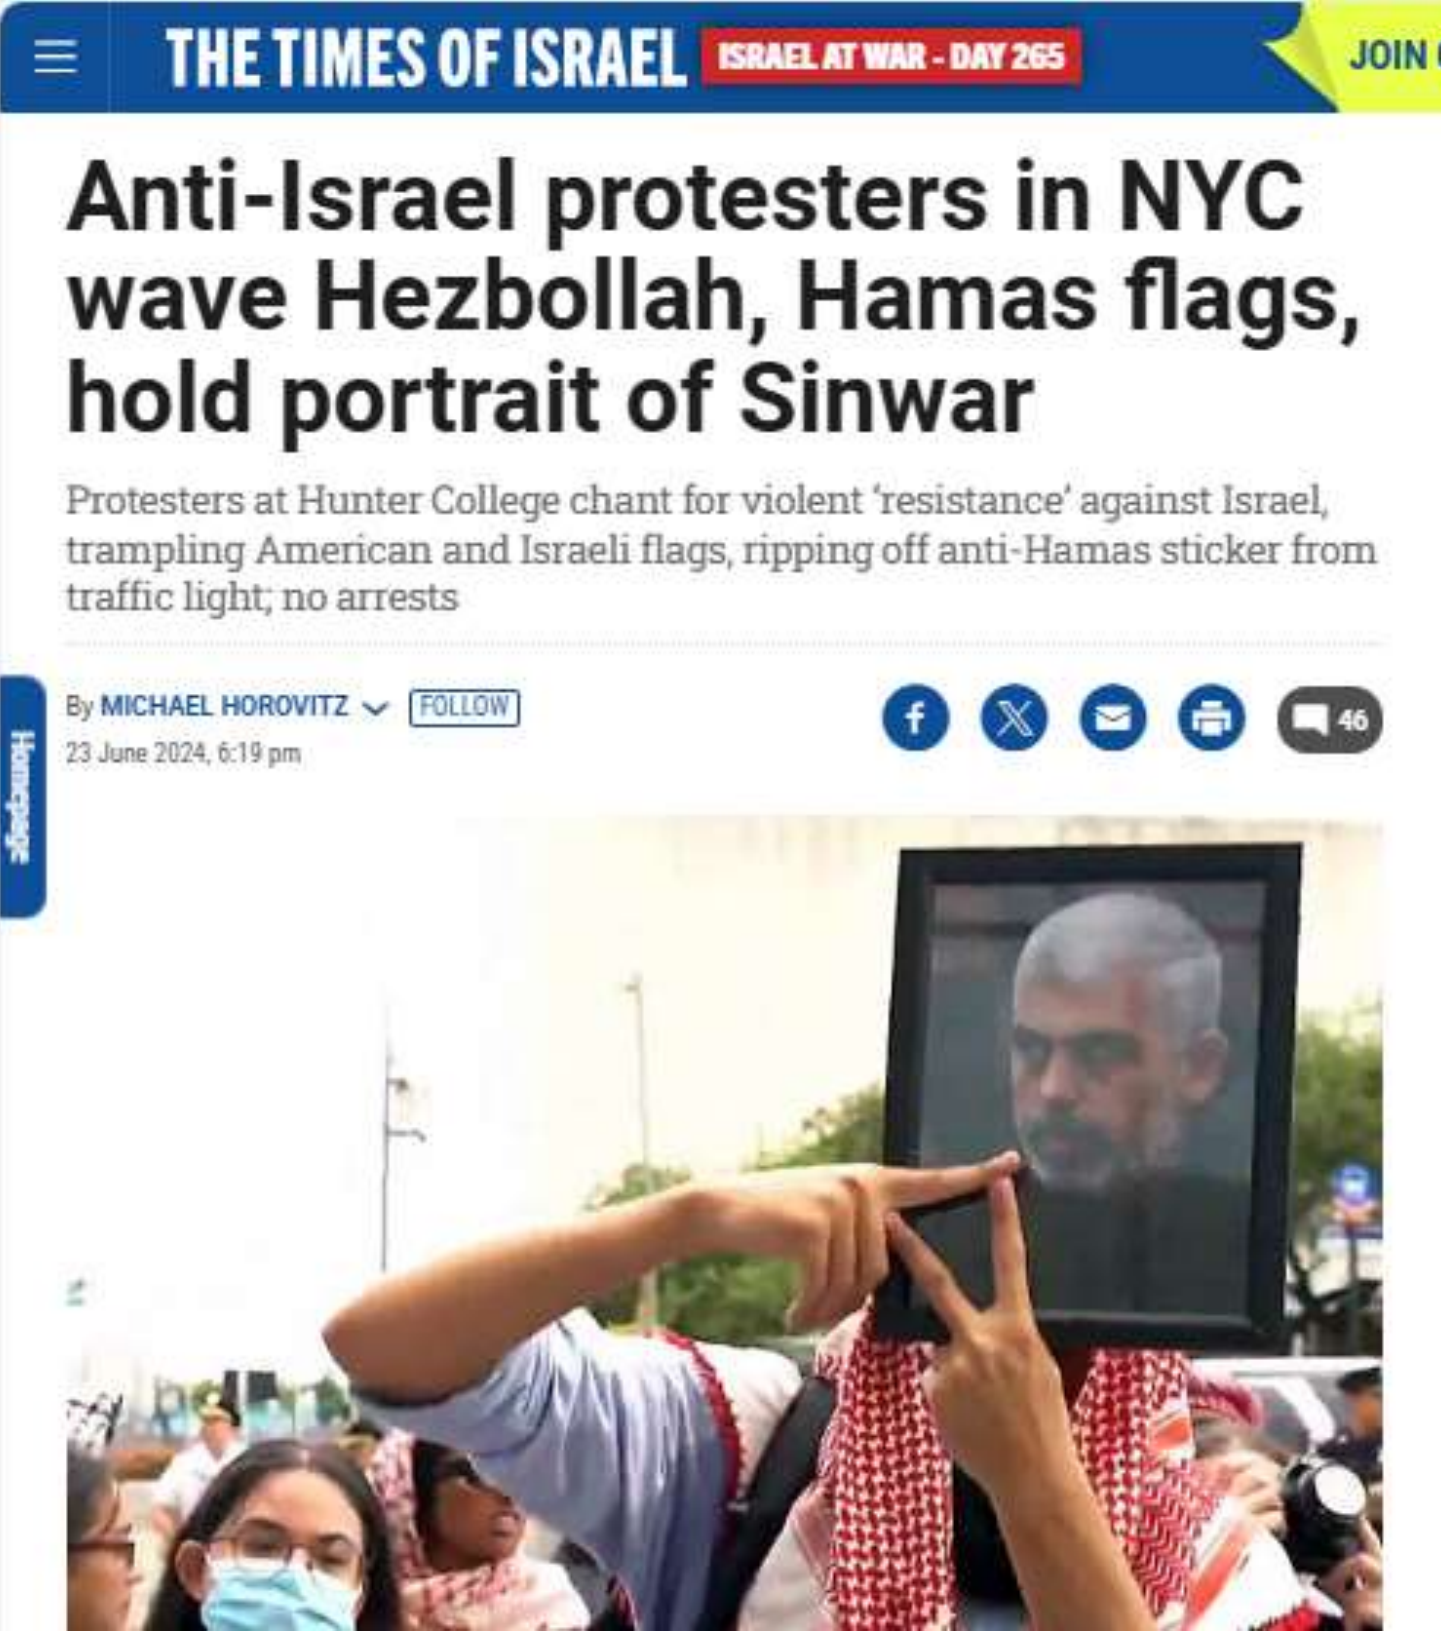 THE TIMES OF ISRAEL
ISRAEL AT WAR - DAY 265
JOIN
Anti-Israel protesters in NYC
wave Hezbollah, Hamas flags,
hold portrait of Sinwar
Protesters at Hunter College chant for violent ‘resistance’ against Israel,
trampling American and Israeli flags, ripping off anti-Hamas sticker from
traffic light; no arrests
By MICHAEL HOROVITZ
FOLLOW
23 June 2024, 6:19 pm
46
Homepage